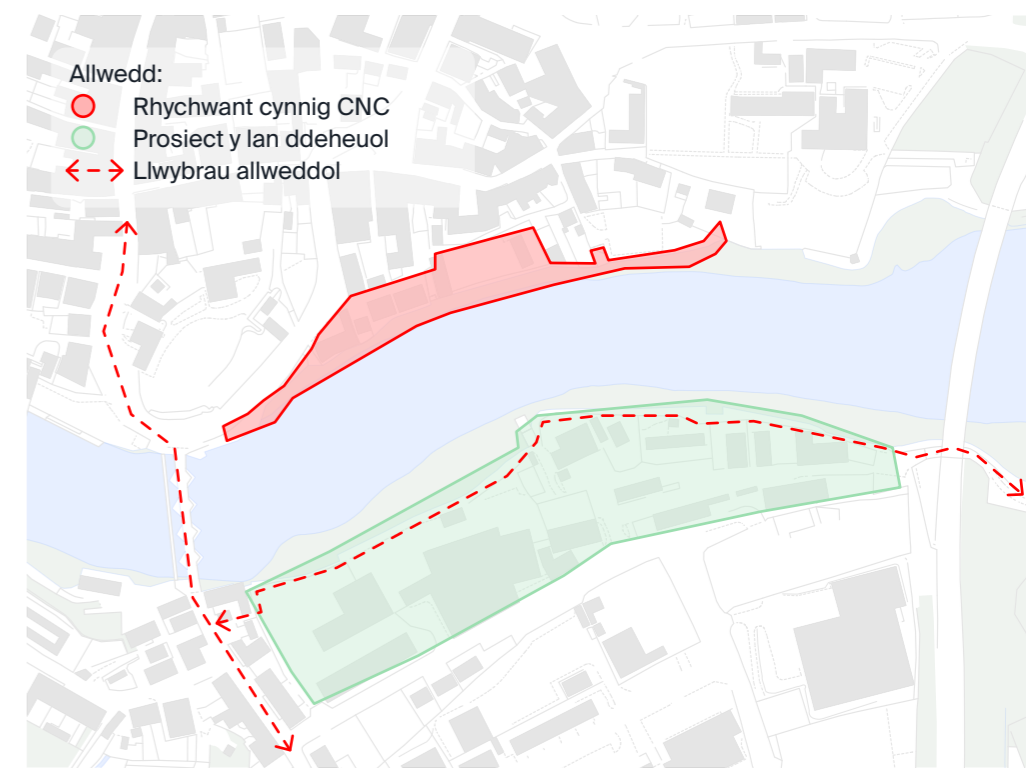 Allwedd:
Rhychwant cynnig CNC
Prosiect y lan ddeheuol
Llwybrau allweddol